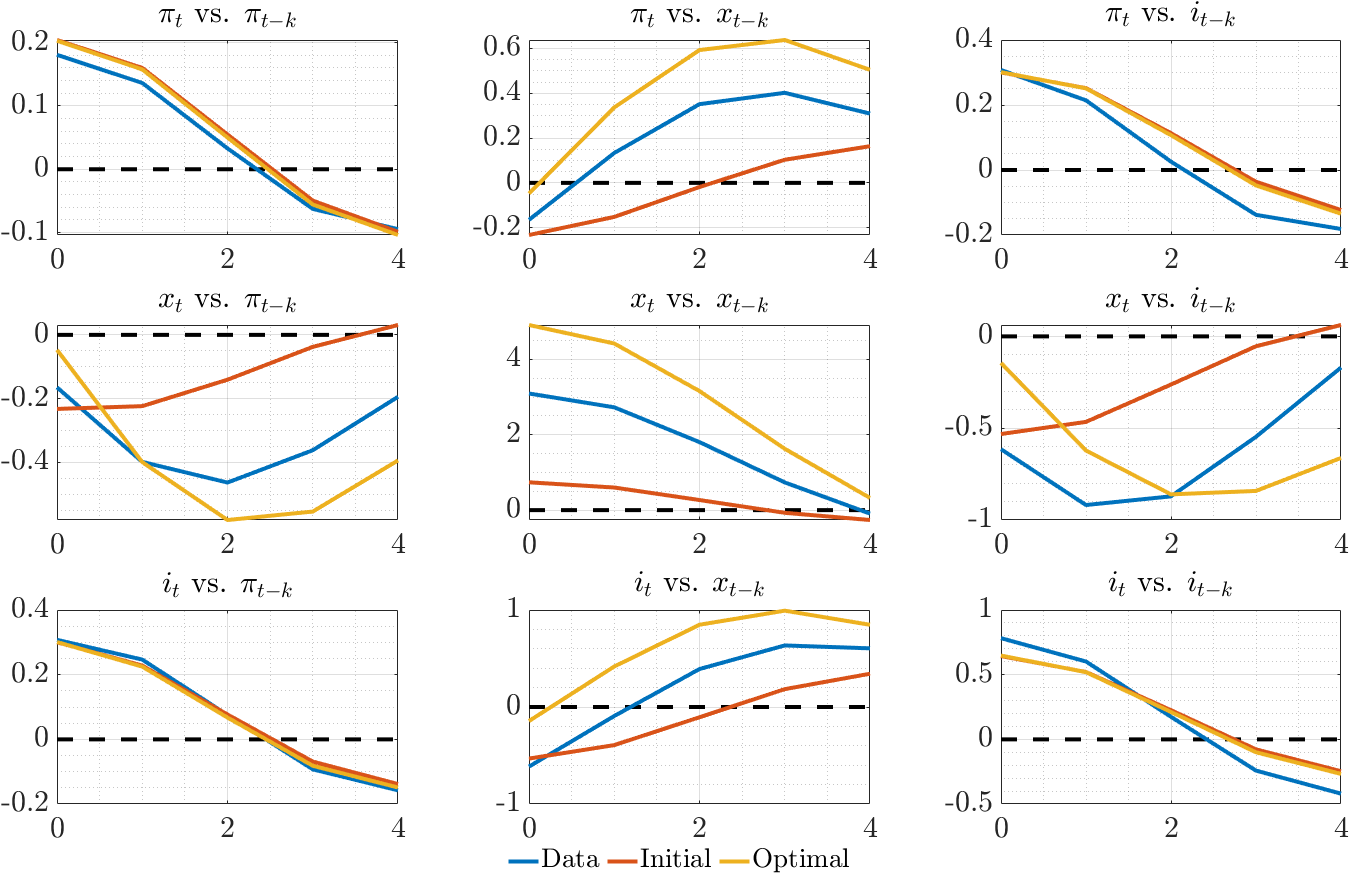 π_t vs. π_{t−k}
0.2
0.1
0
-0.1
0 2 4
π_t vs. x_{t−k}
0.6
0.4
0.2
0
-0.2
0 2 4
π_t vs. i_{t−k}
0.4
0.2
0
-0.2
0 2 4
x_t vs. π_{t−k}
0
-0.2
-0.4
0 2 4
x_t vs. x_{t−k}
4
2
0
0 2 4
x_t vs. i_{t−k}
0
-0.5
-1
0 2 4
i_t vs. π_{t−k}
0.4
0.2
0
-0.2
0 2 4
i_t vs. x_{t−k}
1
0
-1
0 2 4
i_t vs. i_{t−k}
1
0.5
0
-0.5
0 2 4
Data Initial Optimal